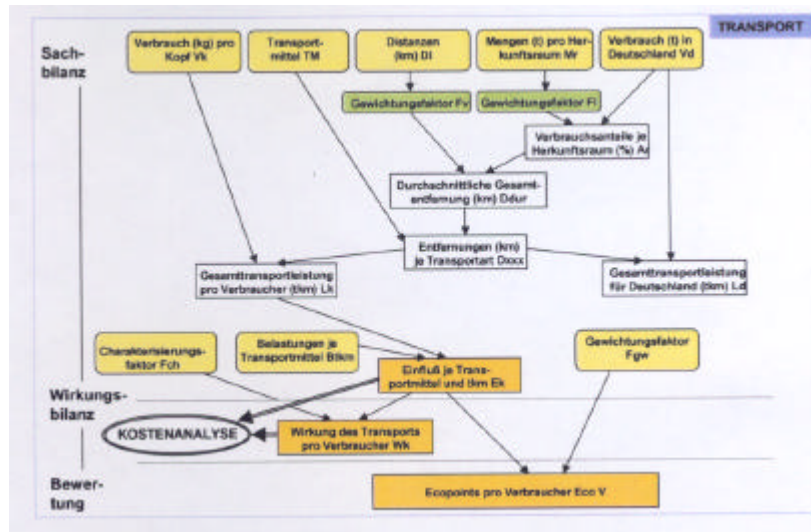 TRANSPORT
Sach-
bilanz
Verbrauch (kg) pro
Kopf Vk
Transport-
mittel TM
Distanzen
(km) Di
Mengen (t) pro Her-
kunftsraum Mr
Verbrauch (t) in
Deutschland Vd
Gewichtungsfaktor Fv
Gewichtungsfaktor Fi
Verbrauchsanteile je
Herkunftsraum (%) Ar
Durchschnittliche Gesamt-
entfernung (km) Ddur
Entfernungen (km)
je Transportart Dxxx
Gesamttransportleistung
pro Verbraucher (tkm) Lk
Gesamttransportleistung
für Deutschland (tkm) Ld
Charakterisierungs-
faktor Fch
Belastungen je
Transportmittel Btkm
Gewichtungsfaktor
Fgw
Einfluß je Trans-
portmittel und tkm Ek
Wirkungs-
bilanz
KOSTENANALYSE
Wirkung des Transports
pro Verbraucher Wk
Bewer-
tung
Ecopoints pro Verbraucher Eco V